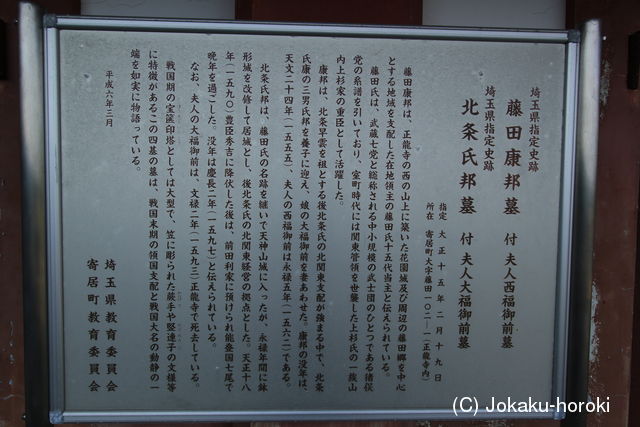 埼玉県指定史跡
藤田康邦墓 付 夫人西福御前墓
埼玉県指定史跡
北条氏邦墓 付 夫人大福御前墓
指定 大正十五年二月十九日
所在 寄居町大字藤田一〇二―一(正龍寺内)
藤田康邦は、正龍寺の西の山上に築いた花園城及び周辺の藤田郷を中心
とする地域を支配した在地領主の藤田氏十五代当主と伝えられている。
藤田氏は、武蔵七党と総称される中小規模の武士団のひとつである猪俣
党の系譜を引いており、室町時代には関東管領を世襲した上杉氏の一族山
内上杉家の重臣として活躍した。
康邦は、北条早雲を祖とする後北条氏の北関東支配が強まる中で、北条
氏康の三男氏邦を養子に迎え、娘の大福御前を妻あわせた。康邦の没年は、
天文二十四年(一五五五)、夫人の西福御前は永禄五年(一五六二)である。
北条氏邦は、藤田氏の名跡を継いで天神山城に入ったが、永禄年間に鉢
形城を改修して居城とし、後北条氏の北関東経営の拠点とした。天正十八
年(一五九〇)豊臣秀吉に降伏した後は、前田利家に預けられ能登国七尾で
晩年を過ごした。没年は慶長二年(一五九七)と伝えられている。
なお、夫人の大福御前は、文禄二年(一五九三)正龍寺で死去している。
戦国期の宝篋印塔としては大型で、笠に彫られた蕨手や竪連子の文様等
に特徴があるこの四基の墓は、戦国末期の領国支配と戦国大名の動静の一
端を如実に物語っている。
平成六年三月
埼玉県教育委員会
寄居町教育委員会
(C) Jokaku-horoki